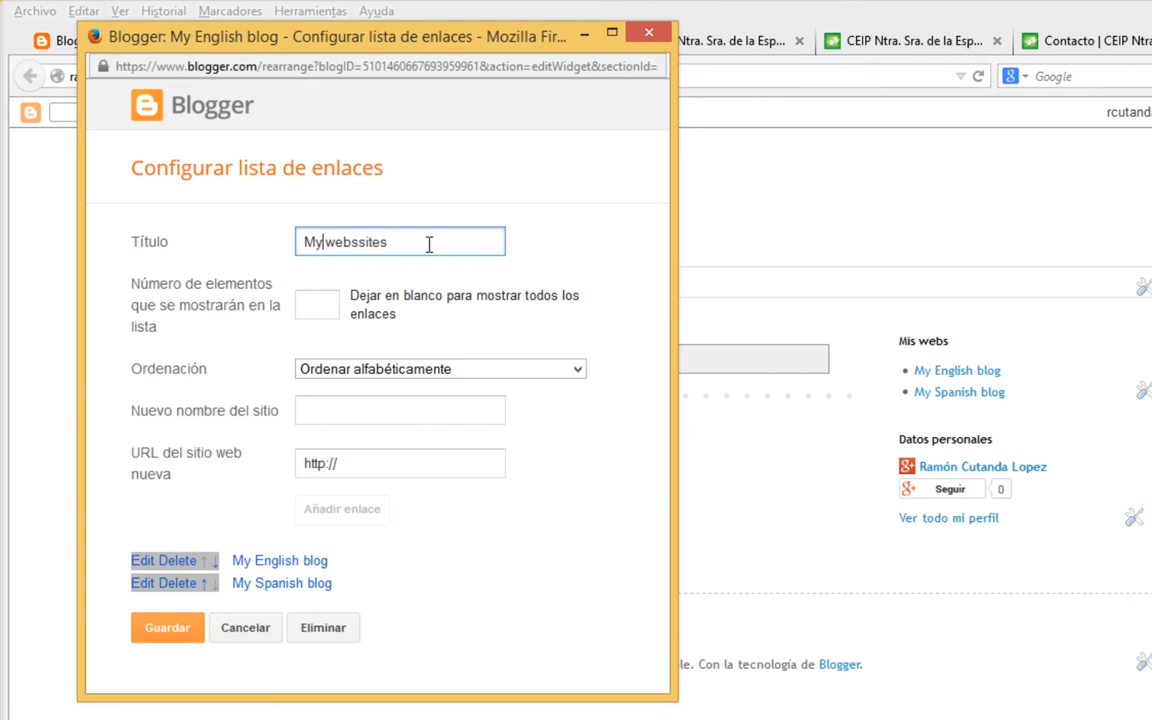 Archivo Editar Ver Historial Marcadores Herramientas Ayuda
Blogger: My English blog - Configurar lista de enlaces - Mozilla Fir...
Blog
Ntra. Sra. de la Esp...
CEIP Ntra. Sra. de la Esp...
Contacto | CEIP Ntra
https://www.blogger.com/rearrange?blogID=5101460667693959961&action=editWidget&sectionId=
Google
Blogger
rcutanda
Configurar lista de enlaces
Título
My webssites
Número de elementos
que se mostrarán en la
lista
Dejar en blanco para mostrar todos los
enlaces
Ordenación
Ordenar alfabéticamente
Nuevo nombre del sitio
URL del sitio web
nueva
http://
Añadir enlace
Edit Delete ↑ ↓ My English blog
Edit Delete ↑ ↓ My Spanish blog
Guardar Cancelar Eliminar
Mis webs
My English blog
My Spanish blog
Datos personales
Ramón Cutanda Lopez
Seguir 0
Ver todo mi perfil
le. Con la tecnología de Blogger.